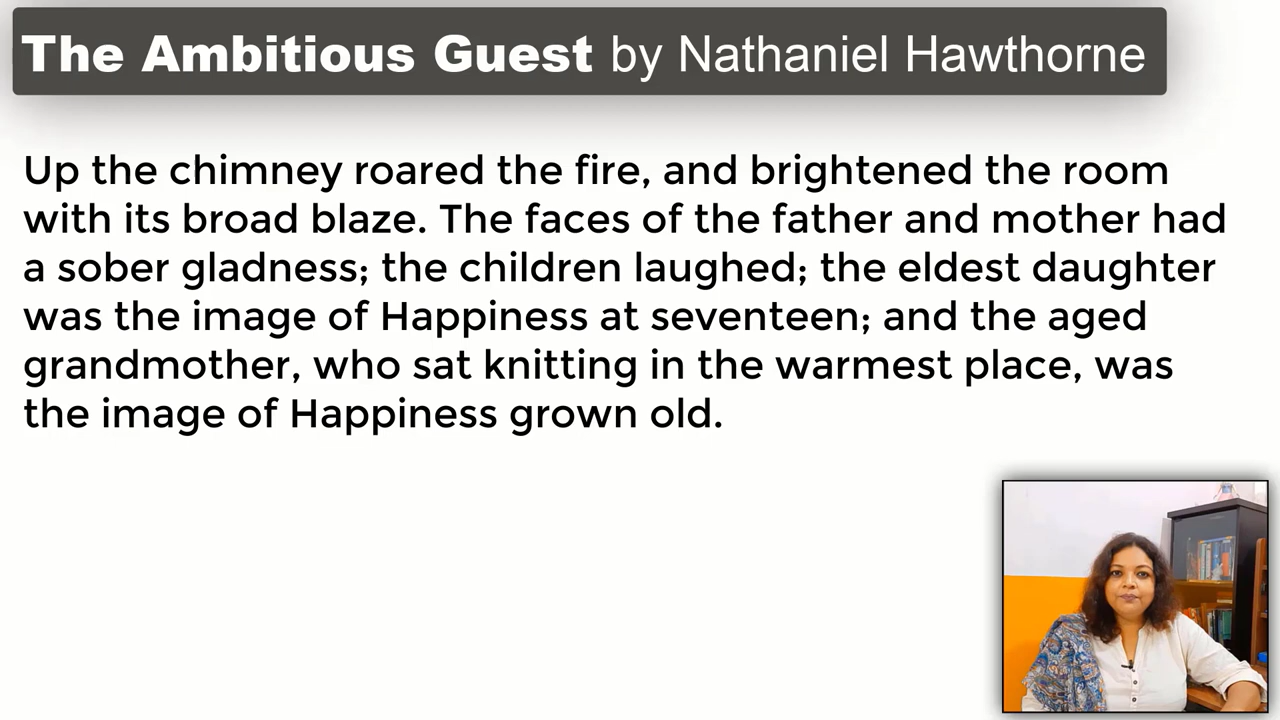 The Ambitious Guest by Nathaniel Hawthorne
Up the chimney roared the fire, and brightened the room
with its broad blaze. The faces of the father and mother had
a sober gladness; the children laughed; the eldest daughter
was the image of Happiness at seventeen; and the aged
grandmother, who sat knitting in the warmest place, was
the image of Happiness grown old.